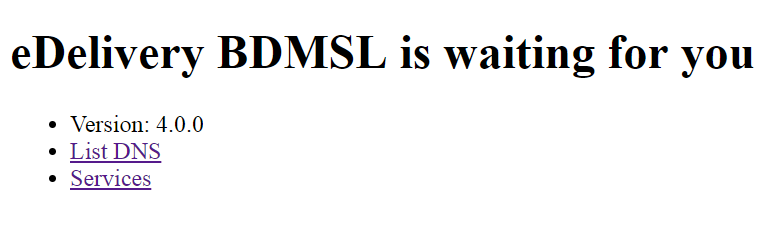 eDelivery BDMSL is waiting for you
Version: 4.0.0
List DNS
Services